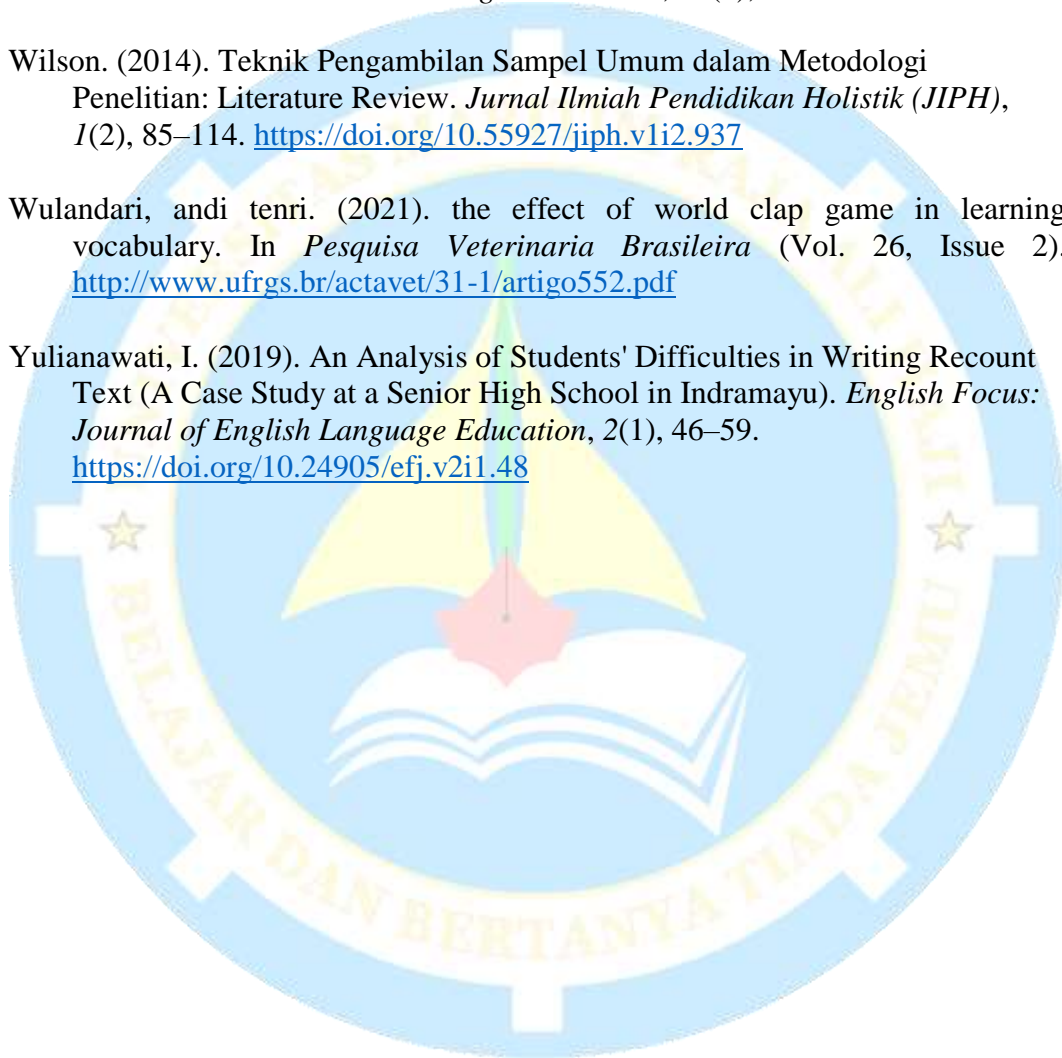 Wilson. (2014). Teknik Pengambilan Sampel Umum dalam Metodologi
Penelitian: Literature Review. Jurnal Ilmiah Pendidikan Holistik (JIPH),
1(2), 85–114. https://doi.org/10.55927/jiph.v1i2.937
Wulandari, andi tenri. (2021). the effect of world clap game in learning
vocabulary. In Pesquisa Veterinaria Brasileira (Vol. 26, Issue 2).
http://www.ufrgs.br/actavet/31-1/artigo552.pdf
Yulianawati, I. (2019). An Analysis of Students' Difficulties in Writing Recount
Text (A Case Study at a Senior High School in Indramayu). English Focus:
Journal of English Language Education, 2(1), 46–59.
https://doi.org/10.24905/efj.v2i1.48
BELAJAR DAN BERTANYA TIADA JEMU